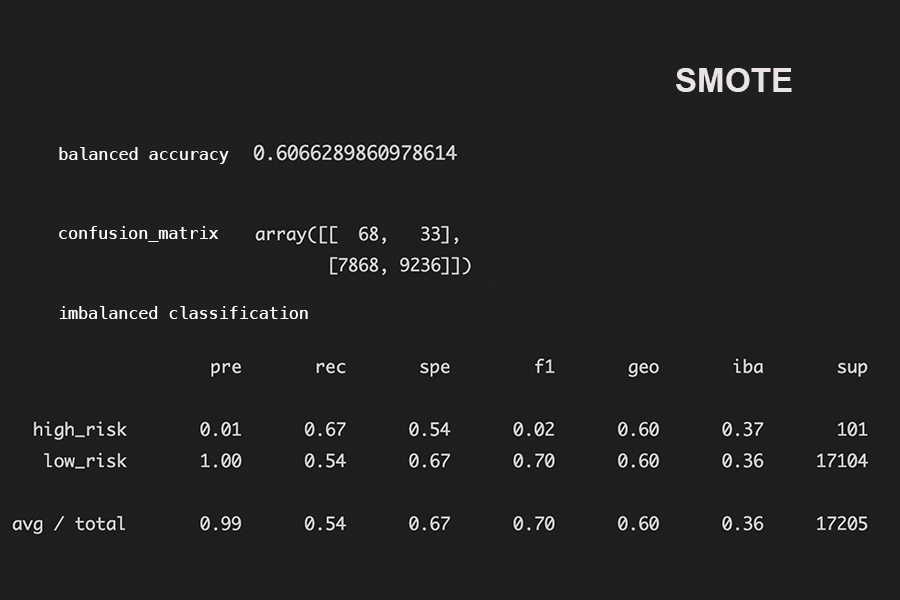 SMOTE
balanced accuracy 0.6066289860978614
confusion_matrix array([[ 68, 33],
[7868, 9236]])
imbalanced classification
pre rec spe f1 geo iba sup
high_risk 0.01 0.67 0.54 0.02 0.60 0.37 101
low_risk 1.00 0.54 0.67 0.70 0.60 0.36 17104
avg / total 0.99 0.54 0.67 0.70 0.60 0.36 17205